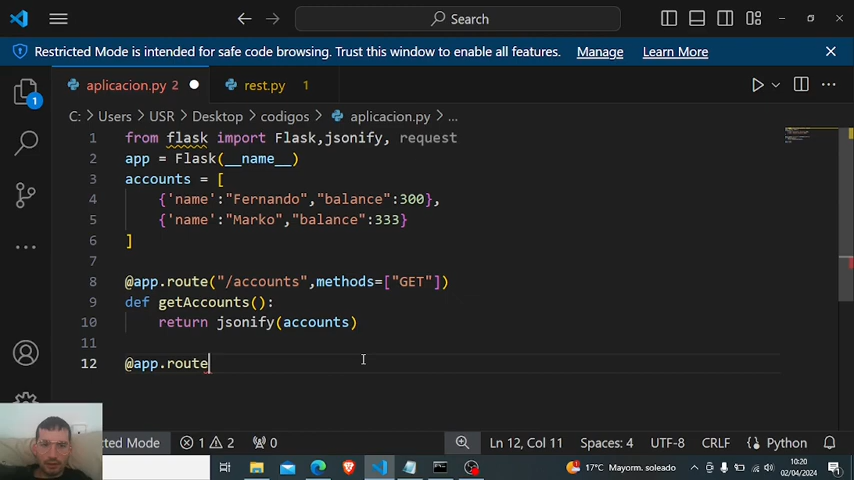 Search
Restricted Mode is intended for safe code browsing. Trust this window to enable all features. Manage Learn More
aplicacion.py 2 rest.py 1
C: > Users > USR > Desktop > codigos > aplicacion.py > ...
1 from flask import Flask,jsonify, request
2 app = Flask(__name__)
3 accounts = [
4 {'name':"Fernando","balance":300},
5 {'name':"Marko","balance":333}
6 ]
7
8 @app.route("/accounts",methods=["GET"])
9 def getAccounts():
10 return jsonify(accounts)
11
12 @app.route
1
tricted Mode 1 2 0 Ln 12, Col 11 Spaces: 4 UTF-8 CRLF Python
17°C Mayorm. soleado 10:20
02/04/2024